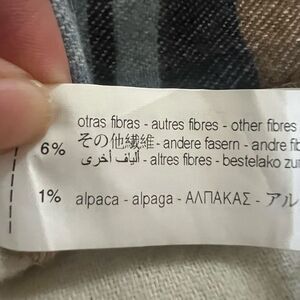 otras fibras - autres fibres - other fibres
6% その他繊維 - andere fasern - andre fib
ألياف أخرى - altres fibres - bestelako zu
1% alpaca - alpaga - ΑΛΠΑΚΑΣ - アル